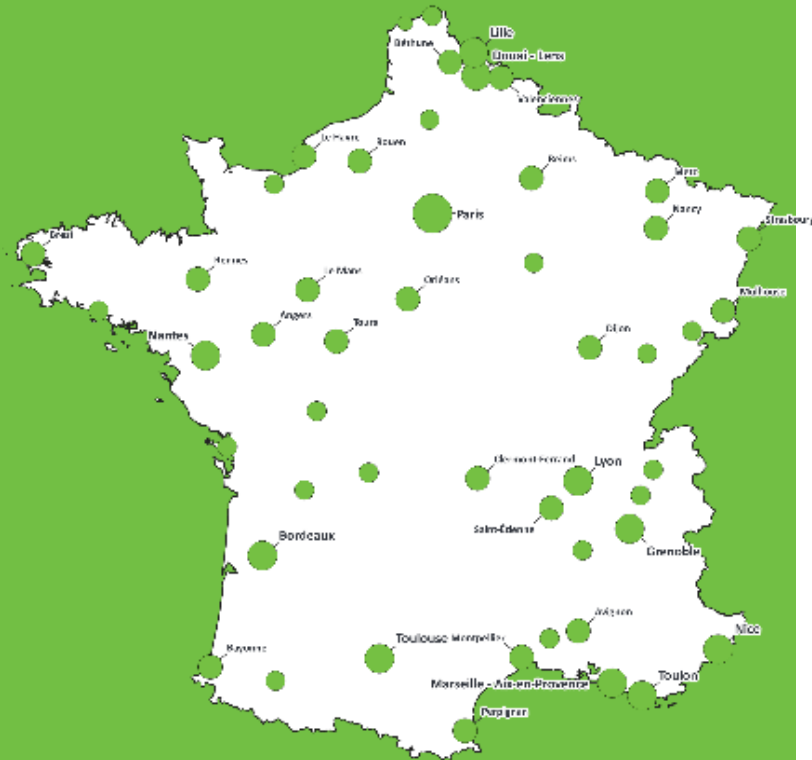 Lille
Béthune
Douai - Lens
Valenciennes
Le Havre
Rouen
Reims
Metz
Nancy
Strasbourg
Paris
Brest
Rennes
Le Mans
Orléans
Mulhouse
Angers
Tours
Nantes
Dijon
Clermont-Ferrand
Lyon
Saint-Étienne
Bordeaux
Grenoble
Avignon
Nice
Bayonne
Toulouse
Montpellier
Marseille - Aix-en-Provence
Toulon
Perpignan